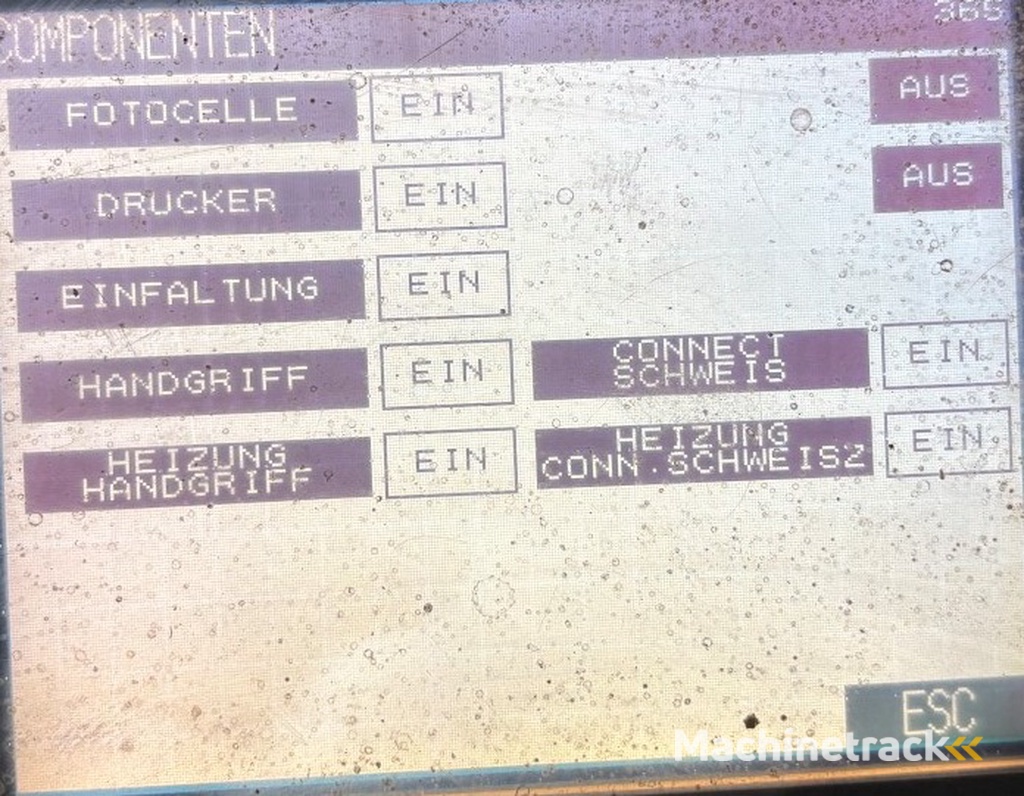 COMPONENTEN 365
FOTOCELLE EIN AUS
DRUCKER EIN AUS
EINFALTUNG EIN
HANDGRIFF EIN CONNECT SCHWEIS EIN
HEIZUNG HANDGRIFF EIN HEIZUNG CONN.SCHWEISZ EIN
ESC
Machinetrack